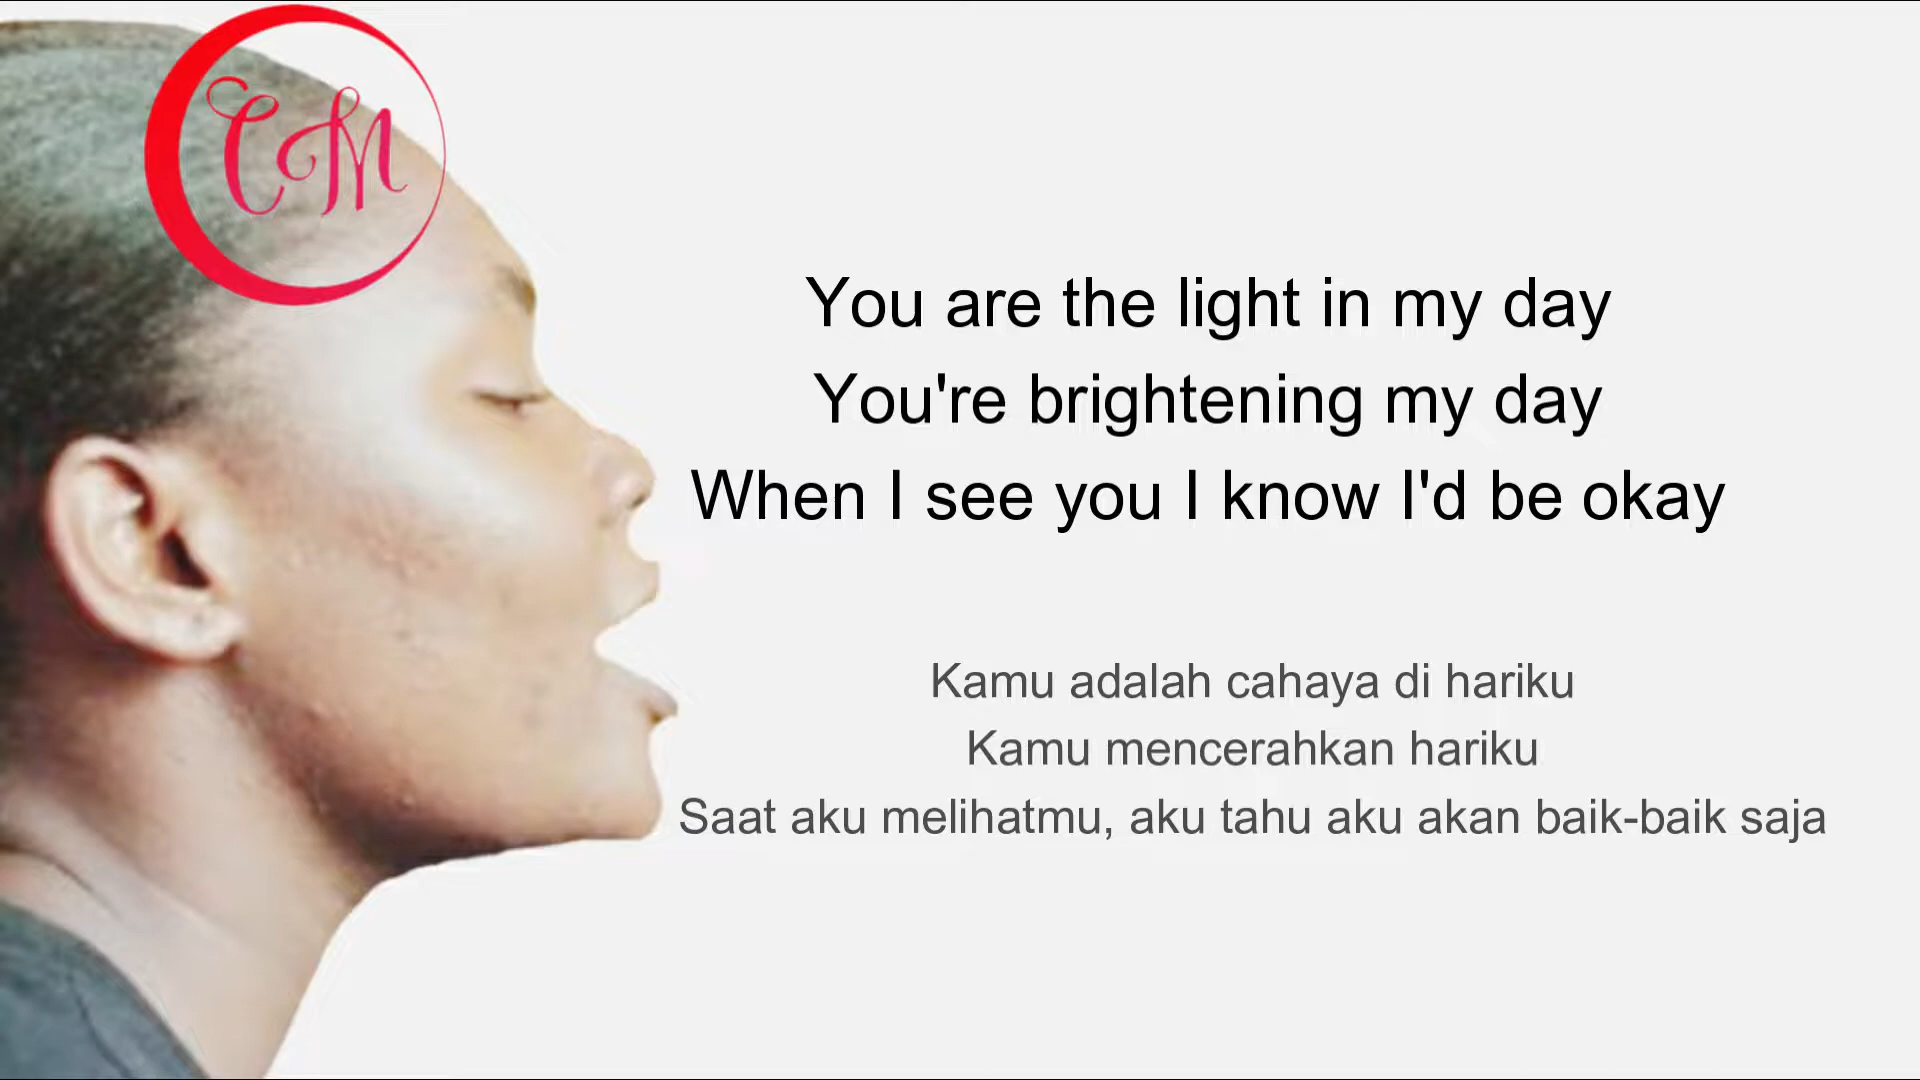 CM
You are the light in my day
You're brightening my day
When I see you I know I'd be okay
Kamu adalah cahaya di hariku
Kamu mencerahkan hariku
Saat aku melihatmu, aku tahu aku akan baik-baik saja